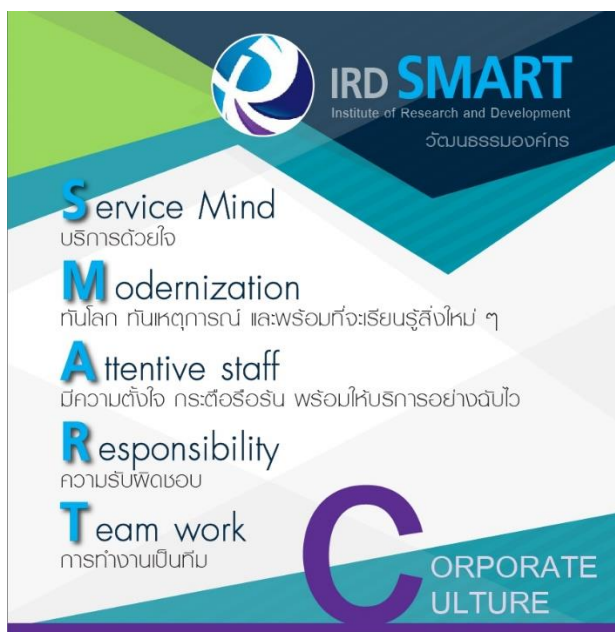 IRD SMART
Institute of Research and Development
วัฒนธรรมองค์กร
Service Mind
บริการด้วยใจ
Modernization
ทันโลก ทันเหตุการณ์ และพร้อมที่จะเรียนรู้สิ่งใหม่ ๆ
Attentive staff
มีความตั้งใจ กระตือรือร้น พร้อมให้บริการอย่างฉับไว
Responsibility
ความรับผิดชอบ
Team work
การทำงานเป็นทีม
CORPORATE
CULTURE